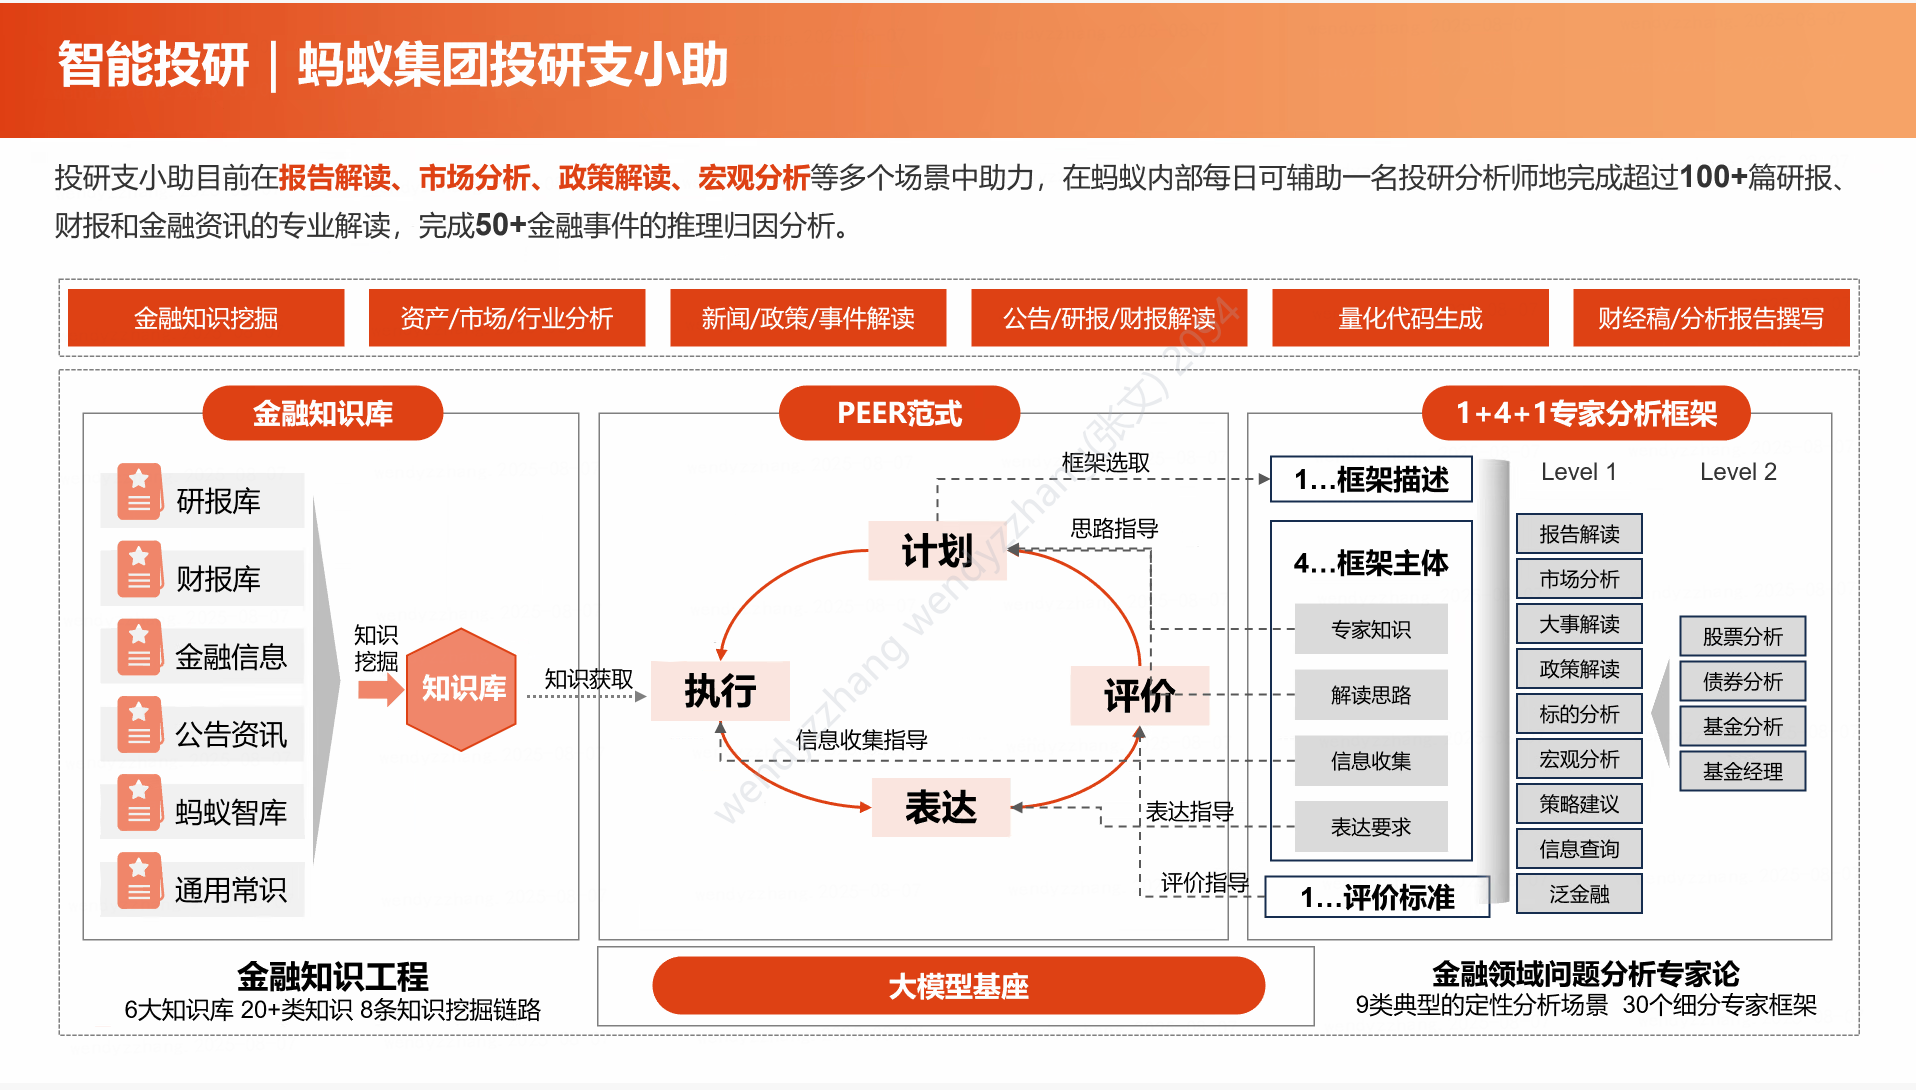 智能投研｜蚂蚁集团投研支小助
投研支小助目前在报告解读、市场分析、政策解读、宏观分析等多个场景中助力，在蚂蚁内部每日可辅助一名投研分析师地完成超过100+篇研报、
财报和金融资讯的专业解读，完成50+金融事件的推理归因分析。
金融知识挖掘
资产/市场/行业分析
新闻/政策/事件解读
公告/研报/财报解读
量化代码生成
财经稿/分析报告撰写
金融知识库
研报库
财报库
金融信息
公告资讯
蚂蚁智库
通用常识
知识
挖掘
知识库
知识获取
金融知识工程
6大知识库 20+类知识 8条知识挖掘链路
PEER范式
框架选取
思路指导
计划
执行
评价
信息收集指导
表达
表达指导
评价指导
大模型基座
1+4+1专家分析框架
1...框架描述
4...框架主体
专家知识
解读思路
信息收集
表达要求
1...评价标准
Level 1
报告解读
市场分析
大事解读
政策解读
标的分析
宏观分析
策略建议
信息查询
泛金融
Level 2
股票分析
债券分析
基金分析
基金经理
金融领域问题分析专家论
9类典型的定性分析场景 30个细分专家框架
wendyzzhang wendyzzhang(张文) 2094